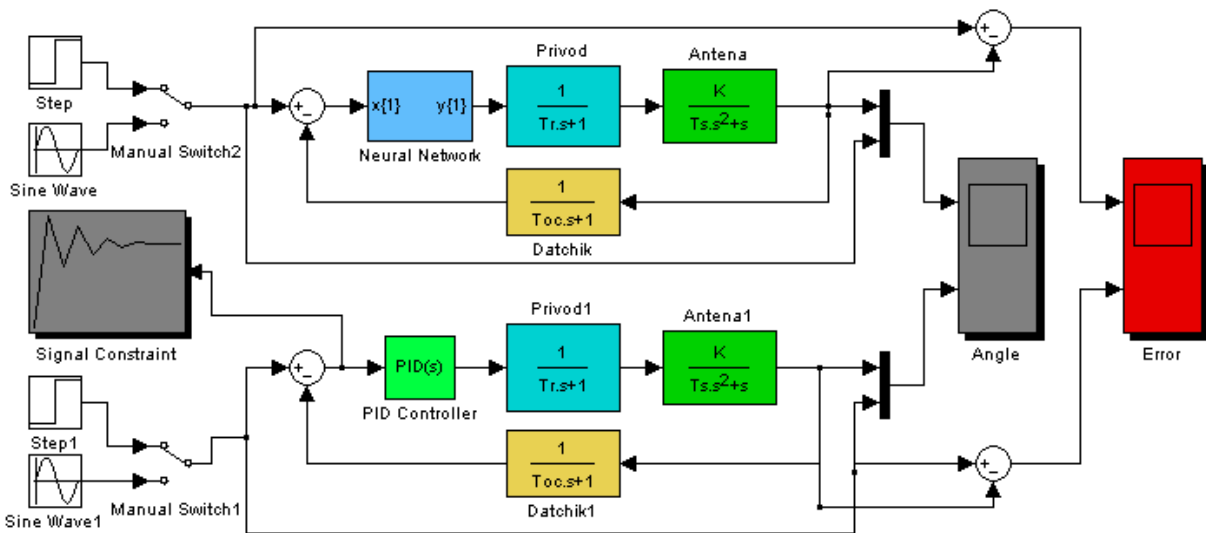 Privod
Antena
Step
x{1} y{1}
1
Tr.s+1
K
Ts.s²+s
Manual Switch2
Neural Network
Sine Wave
1
Toc.s+1
Datchik
Signal Constraint
Privod1
Antena1
Angle
Error
PID(s)
1
Tr.s+1
K
Ts.s²+s
PID Controller
Step1
1
Toc.s+1
Manual Switch1
Datchik1
Sine Wave1